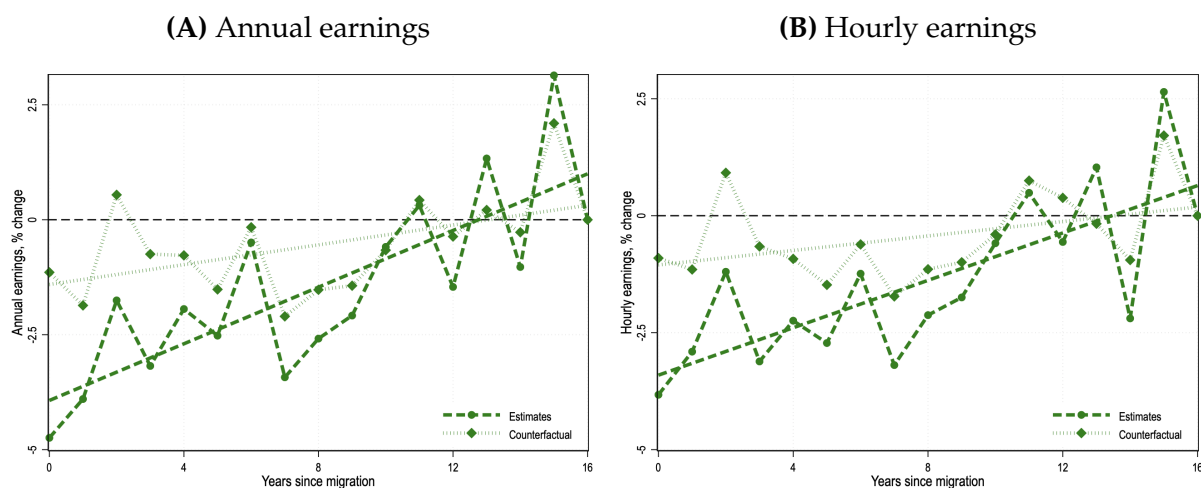 (A) Annual earnings
Annual earnings, % change
2.5
0
-2.5
-5
0 4 8 12 16
Years since migration
Estimates
Counterfactual
(B) Hourly earnings
Hourly earnings, % change
2.5
0
-2.5
-5
0 4 8 12 16
Years since migration
Estimates
Counterfactual